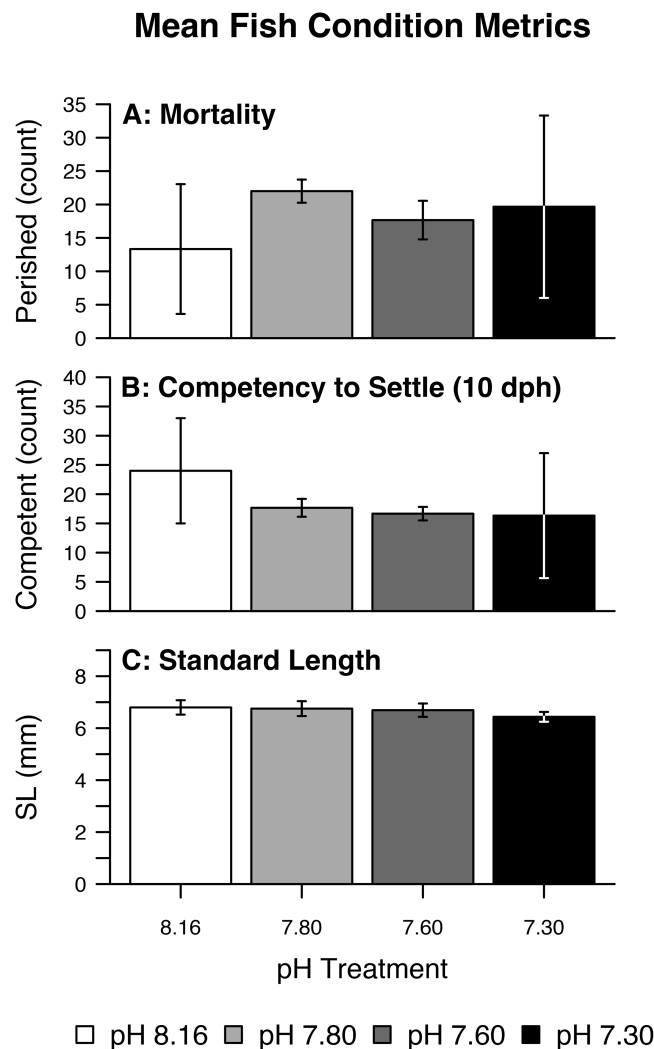 Mean Fish Condition Metrics
A: Mortality
Perished (count)
35
30
25
20
15
10
5
0
B: Competency to Settle (10 dph)
Competent (count)
40
35
30
25
20
15
10
5
0
C: Standard Length
SL (mm)
8
6
4
2
0
8.16 7.80 7.60 7.30
pH Treatment
pH 8.16 pH 7.80 pH 7.60 pH 7.30